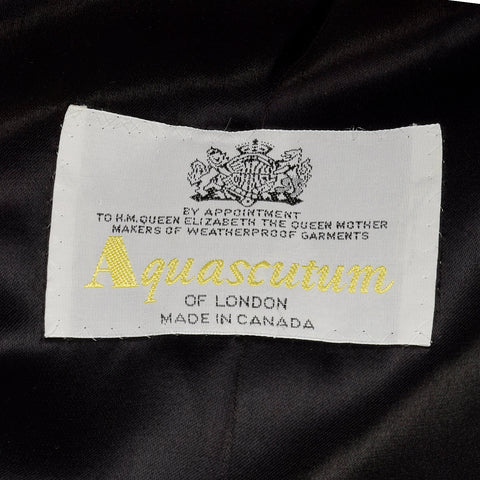 BY APPOINTMENT
TO H.M. QUEEN ELIZABETH THE QUEEN MOTHER
MAKERS OF WEATHERPROOF GARMENTS
Aquascutum
OF LONDON
MADE IN CANADA